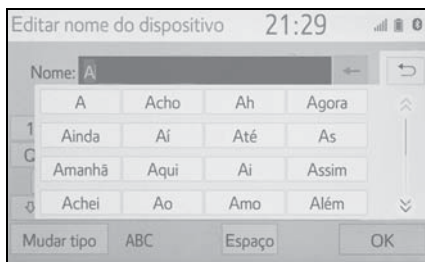 Editar nome do dispositivo 21:29
Nome: A
A Acho Ah Agora
1 Ainda Aí Até As
Q Amanhã Aqui Ai Assim
Achei Ao Amo Além
Mudar tipo ABC Espaço OK